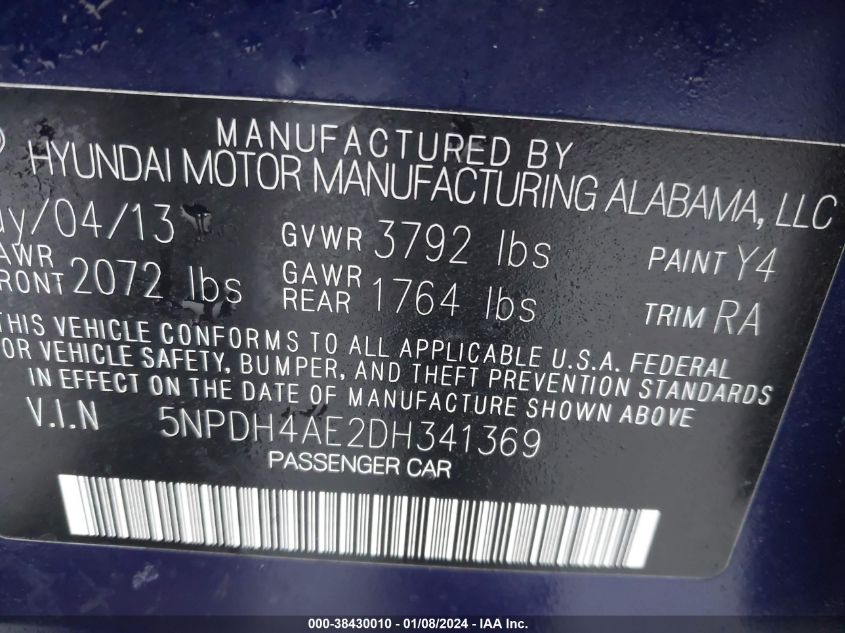 MANUFACTURED BY
HYUNDAI MOTOR MANUFACTURING ALABAMA, LLC
/04/13 GVWR 3792 lbs PAINT Y4
2072 lbs GAWR REAR 1764 lbs TRIM RA
THIS VEHICLE CONFORMS TO ALL APPLICABLE U.S.A. FEDERAL
VEHICLE SAFETY, BUMPER, AND THEFT PREVENTION STANDARDS
IN EFFECT ON THE DATE OF MANUFACTURE SHOWN ABOVE
V.I.N 5NPDH4AE2DH341369
PASSENGER CAR
000-38430010 - 01/08/2024 - IAA Inc.